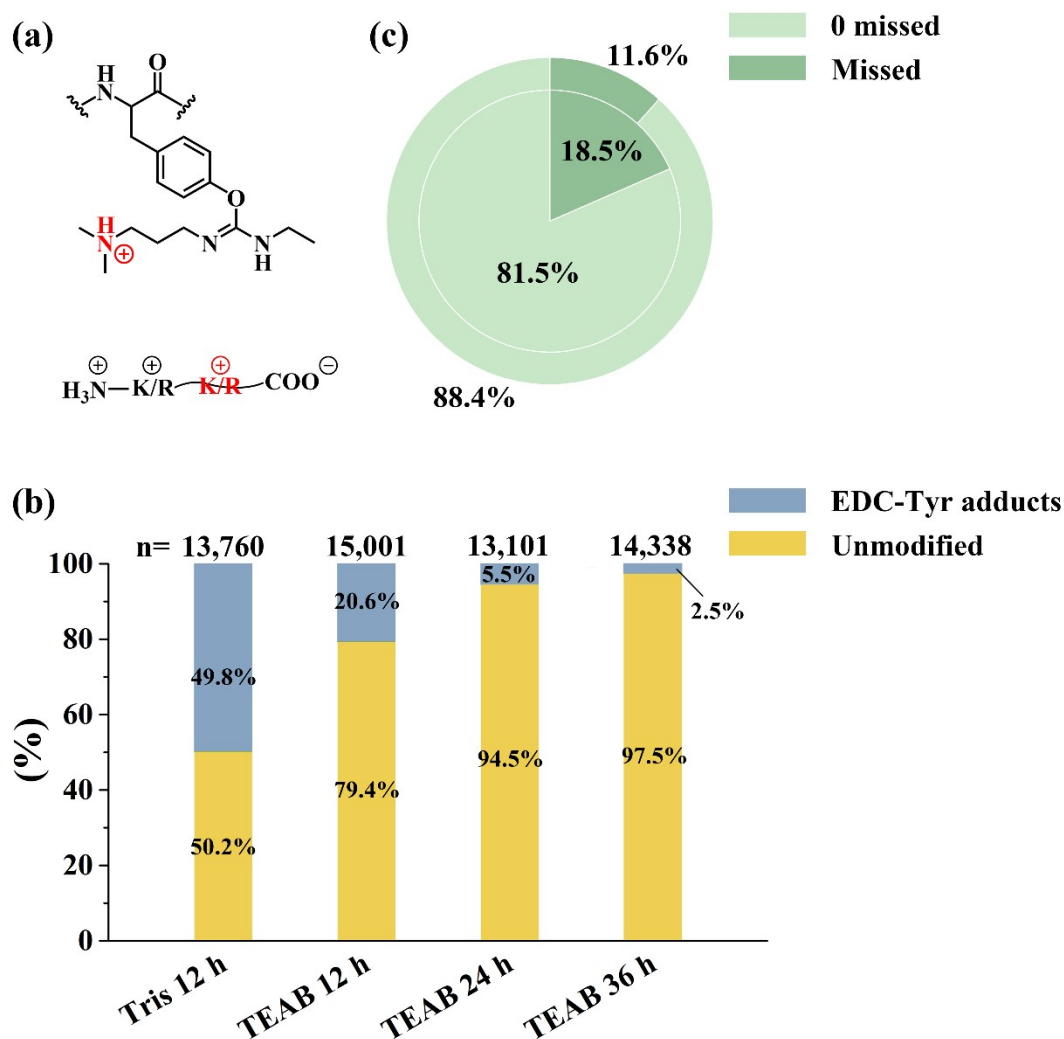 (a)
H
N
O
O
H
N
⊕
N
N
H
⊕ ⊕ ⊕ ⊖
H₃N—K/R K/R COO
(c)
0 missed
Missed
11.6%
18.5%
81.5%
88.4%
(b)
EDC-Tyr adducts
Unmodified
n= 13,760 15,001 13,101 14,338
100
80
60
40
20
0
(%)
49.8%
50.2%
20.6%
79.4%
5.5%
94.5%
2.5%
97.5%
Tris 12 h
TEAB 12 h
TEAB 24 h
TEAB 36 h